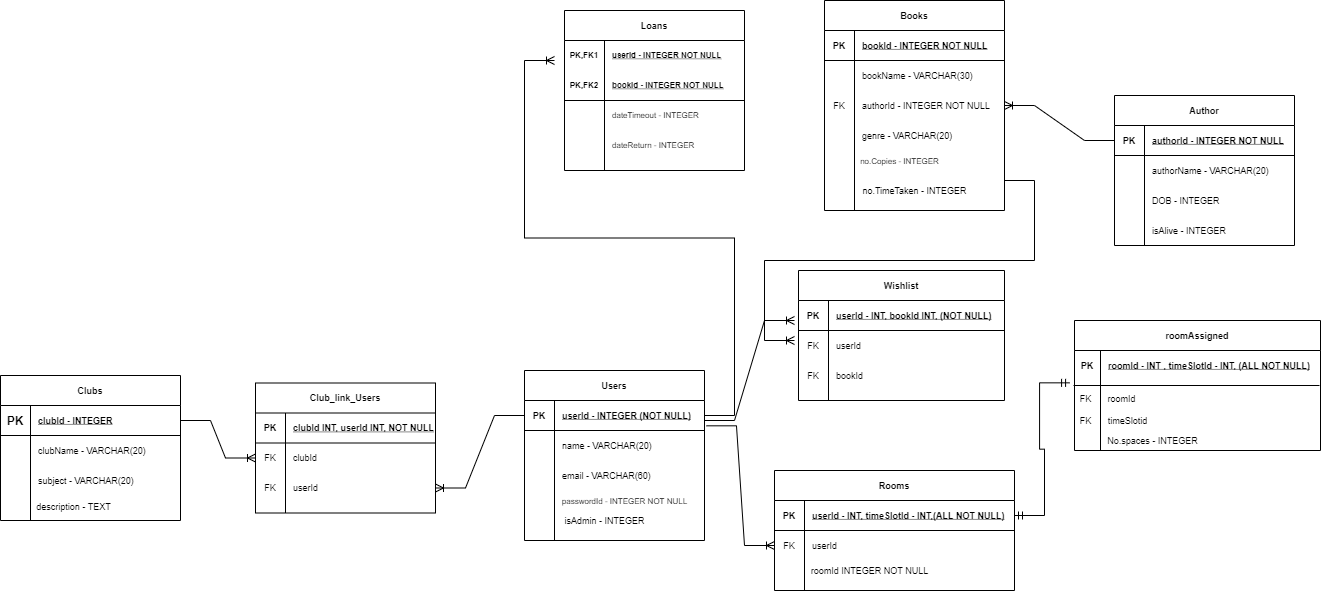 Loans
PK,FK1 userId - INTEGER NOT NULL
PK,FK2 bookId - INTEGER NOT NULL
dateTimeout - INTEGER
dateReturn - INTEGER
Books
PK bookId - INTEGER NOT NULL
bookName - VARCHAR(30)
FK authorId - INTEGER NOT NULL
genre - VARCHAR(20)
no.Copies - INTEGER
no.TimeTaken - INTEGER
Author
PK authorId - INTEGER NOT NULL
authorName - VARCHAR(20)
DOB - INTEGER
isAlive - INTEGER
Wishlist
PK userId - INT, bookId INT, (NOT NULL)
FK userId
FK bookId
roomAssigned
PK roomId - INT , timeSlotId - INT, (ALL NOT NULL)
FK roomId
FK timeSlotid
No.spaces - INTEGER
Clubs
PK clubId - INTEGER
clubName - VARCHAR(20)
subject - VARCHAR(20)
description - TEXT
Club_link_Users
PK clubId INT, userId INT, NOT NULL
FK clubId
FK userId
Users
PK userId - INTEGER (NOT NULL)
name - VARCHAR(20)
email - VARCHAR(60)
passwordId - INTEGER NOT NULL
isAdmin - INTEGER
Rooms
PK userId - INT, timeSlotId - INT,(ALL NOT NULL)
FK userId
roomId INTEGER NOT NULL